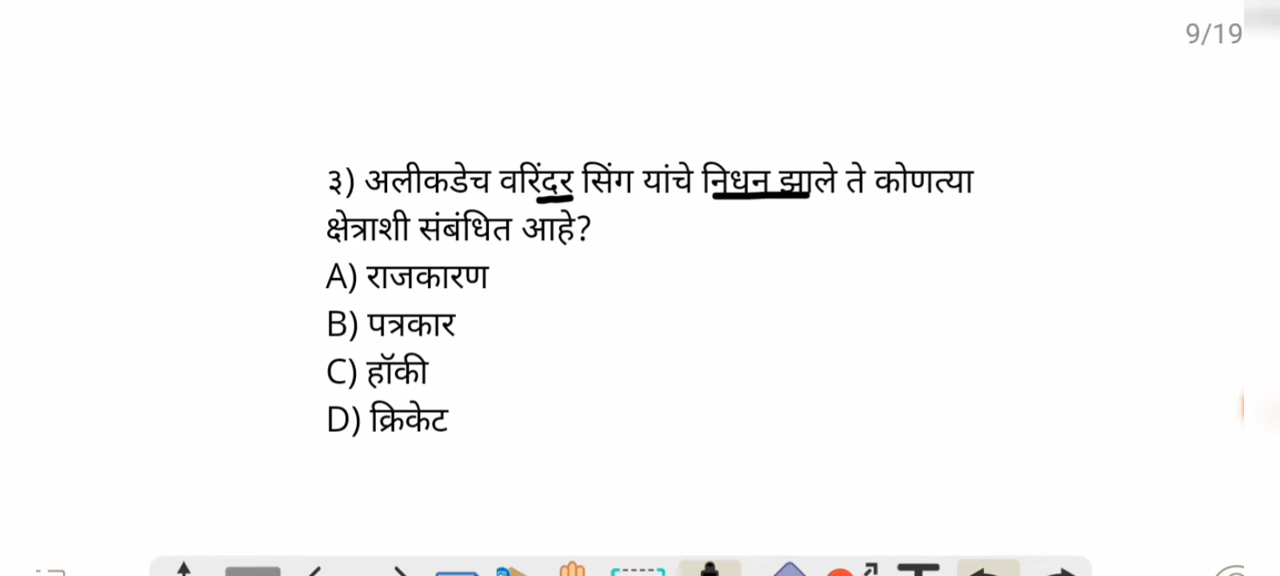 9/19
३) अलीकडेच वरिंदर सिंग यांचे निधन झाले ते कोणत्या
क्षेत्राशी संबंधित आहे?
A) राजकारण
B) पत्रकार
C) हॉकी
D) क्रिकेट